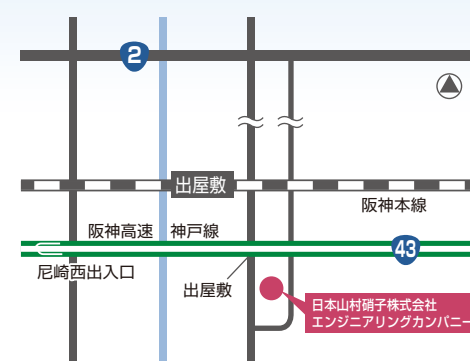 2
出屋敷
阪神本線
阪神高速 神戸線
43
尼崎西出入口
出屋敷
日本山村硝子株式会社
エンジニアリングカンパニー